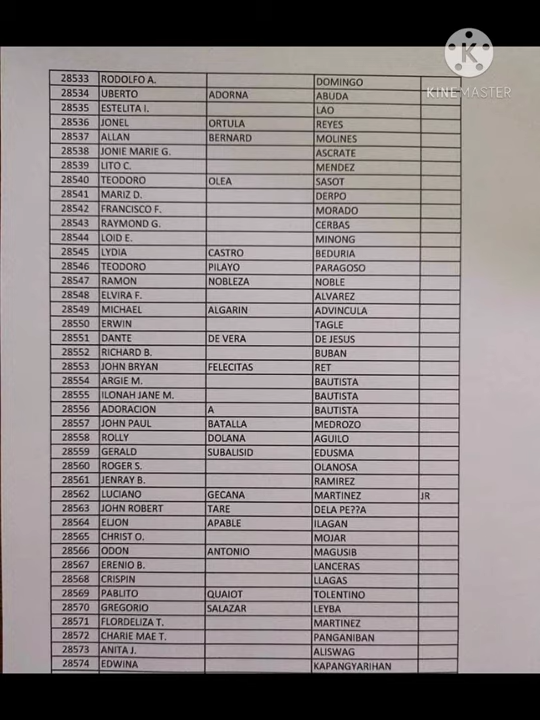 KINEMASTER
28533 RODOLFO A. DOMINGO
28534 UBERTO ADORNA ABUDA
28535 ESTELITA I. LAO
28536 JONEL ORTULA REYES
28537 ALLAN BERNARD MOLINES
28538 JONIE MARIE G. ASCRATE
28539 LITO C. MENDEZ
28540 TEODORO OLEA SASOT
28541 MARIZ D. DERPO
28542 FRANCISCO F. MORADO
28543 RAYMOND G. CERBAS
28544 LOID E. MINONG
28545 LYDIA CASTRO BEDURIA
28546 TEODORO PILAYO PARAGOSO
28547 RAMON NOBLEZA NOBLE
28548 ELVIRA F. ALVAREZ
28549 MICHAEL ALGARIN ADVINCULA
28550 ERWIN TAGLE
28551 DANTE DE VERA DE JESUS
28552 RICHARD B. BUBAN
28553 JOHN BRYAN FELECITAS RET
28554 ARGIE M. BAUTISTA
28555 ILONAH JANE M. BAUTISTA
28556 ADORACION A BAUTISTA
28557 JOHN PAUL BATALLA MEDROZO
28558 ROLLY DOLANA AGUILO
28559 GERALD SUBALISID EDUSMA
28560 ROGER S. OLANOSA
28561 JENRAY B. RAMIREZ
28562 LUCIANO GECANA MARTINEZ JR
28563 JOHN ROBERT TARE DELA PE??A
28564 ELJON APABLE ILAGAN
28565 CHRIST O. MOJAR
28566 ODON ANTONIO MAGUSIB
28567 ERENIO B. LANCERAS
28568 CRISPIN LLAGAS
28569 PABLITO QUAIOT TOLENTINO
28570 GREGORIO SALAZAR LEYBA
28571 FLORDELIZA T. MARTINEZ
28572 CHARIE MAE T. PANGANIBAN
28573 ANITA J. ALISWAG
28574 EDWINA KAPANGYARIHAN